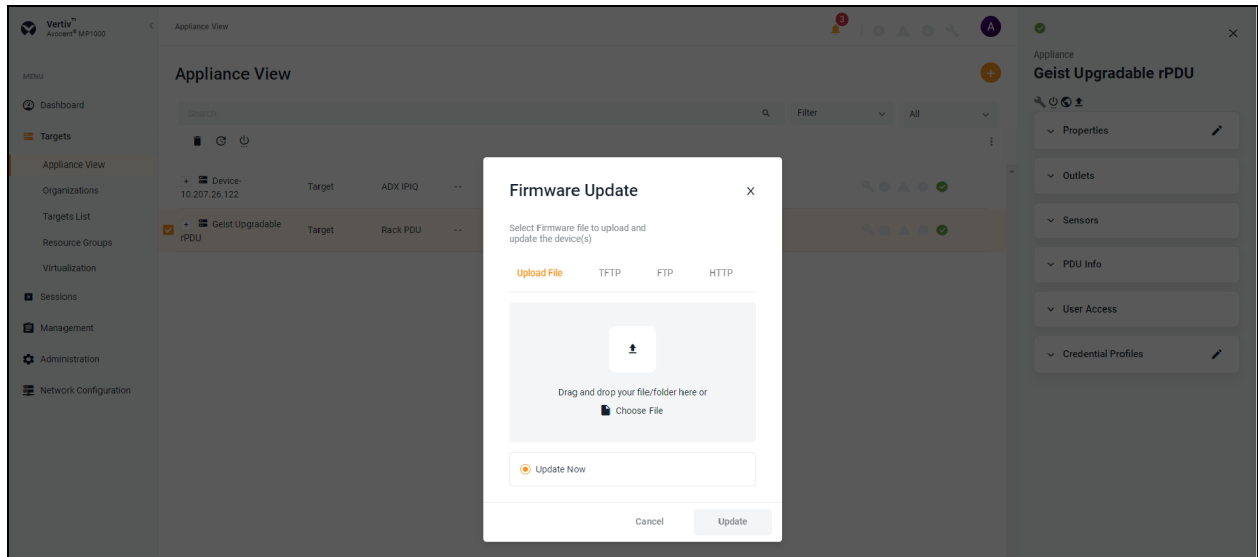 Vertiv™
Avocent® MP1000
Appliance View
3
A
MENU
Dashboard
Targets
Appliance View
Organizations
Targets List
Resource Groups
Virtualization
Sessions
Management
Administration
Network Configuration
Appliance View
Search
Filter
All
+ Device-
10.207.26.122
Target
ADX IPIQ
--
+ Geist Upgradable
rPDU
Target
Rack PDU
--
Firmware Update
X
Select Firmware file to upload and
update the device(s)
Upload File
TFTP
FTP
HTTP
Drag and drop your file/folder here or
Choose File
Update Now
Cancel
Update
Appliance
Geist Upgradable rPDU
Properties
Outlets
Sensors
PDU Info
User Access
Credential Profiles